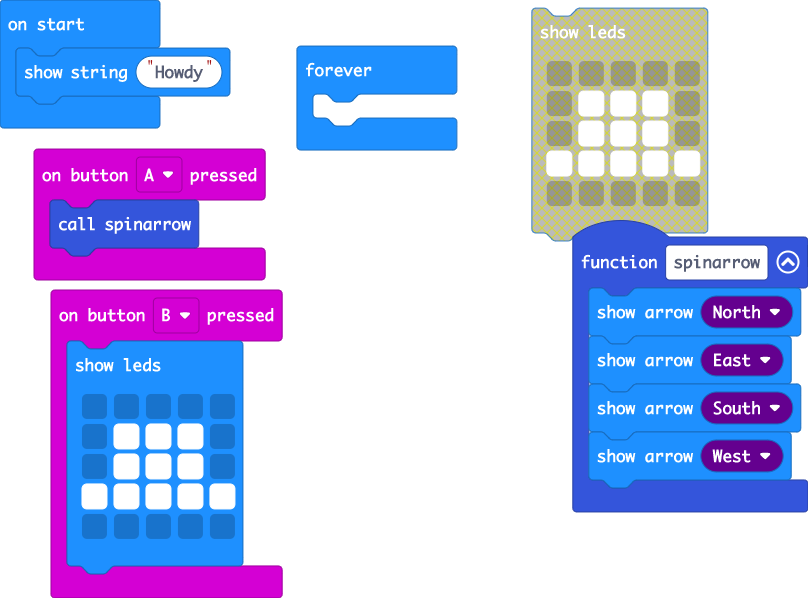 on start
show string "Howdy"
forever
on button A pressed
call spinarrow
on button B pressed
show leds
show leds
function spinarrow
show arrow North
show arrow East
show arrow South
show arrow West